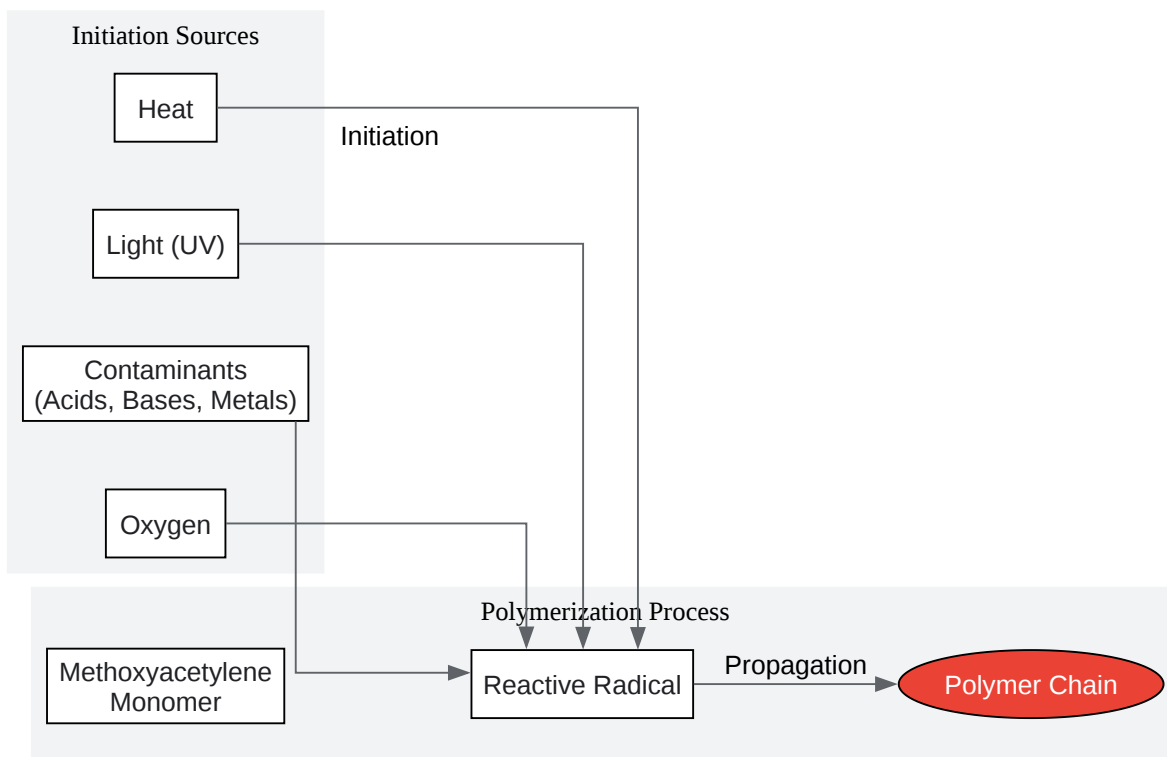 Initiation Sources
Heat
Initiation
Light (UV)
Contaminants
(Acids, Bases, Metals)
Oxygen
Polymerization Process
Methoxyacetylene
Monomer
Reactive Radical
Propagation
Polymer Chain